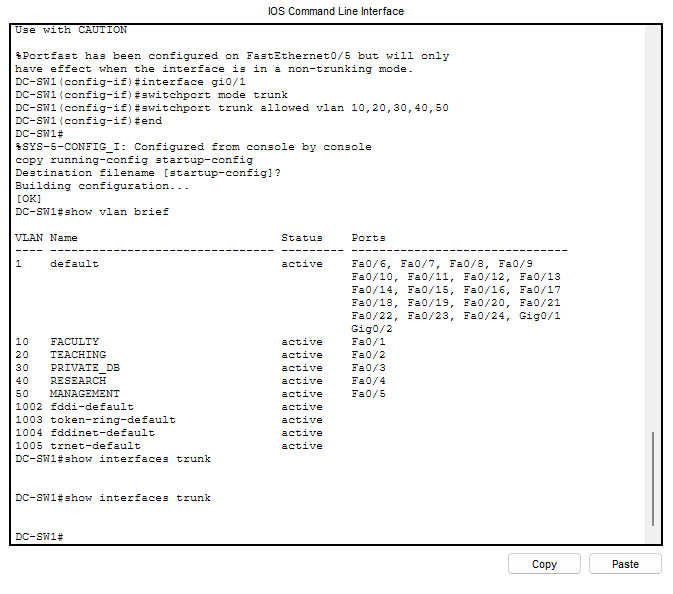 IOS Command Line Interface
Use with CAUTION
%Portfast has been configured on FastEthernet0/5 but will only
have effect when the interface is in a non-trunking mode.
DC-SW1(config-if)#interface gi0/1
DC-SW1(config-if)#switchport mode trunk
DC-SW1(config-if)#switchport trunk allowed vlan 10,20,30,40,50
DC-SW1(config-if)#end
DC-SW1#
%SYS-5-CONFIG_I: Configured from console by console
copy running-config startup-config
Destination filename [startup-config]?
Building configuration...
[OK]
DC-SW1#show vlan brief
VLAN Name                             Status    Ports
---- -------------------------------- --------- -------------------------------
1    default                          active    Fa0/6, Fa0/7, Fa0/8, Fa0/9
                                                Fa0/10, Fa0/11, Fa0/12, Fa0/13
                                                Fa0/14, Fa0/15, Fa0/16, Fa0/17
                                                Fa0/18, Fa0/19, Fa0/20, Fa0/21
                                                Fa0/22, Fa0/23, Fa0/24, Gig0/1
                                                Gig0/2
10   FACULTY                          active    Fa0/1
20   TEACHING                         active    Fa0/2
30   PRIVATE_DB                       active    Fa0/3
40   RESEARCH                         active    Fa0/4
50   MANAGEMENT                       active    Fa0/5
1002 fddi-default                     active
1003 token-ring-default               active
1004 fddinet-default                  active
1005 trnet-default                    active
DC-SW1#show interfaces trunk
DC-SW1#show interfaces trunk
DC-SW1#
Copy
Paste